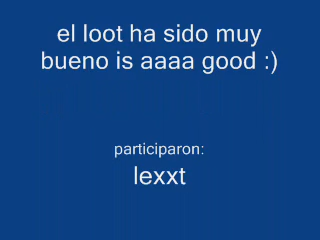 el loot ha sido muy
bueno is aaaa good :)
participaron:
lexxt